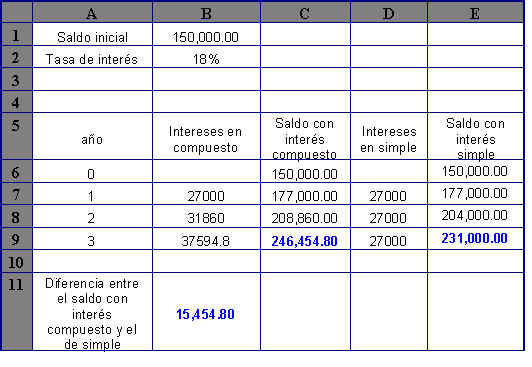 A B C D E
1 Saldo inicial 150,000.00
2 Tasa de interés 18%
3
4
5 año Intereses en compuesto Saldo con interés compuesto Intereses en simple Saldo con interés simple
6 0 150,000.00 150,000.00
7 1 27000 177,000.00 27000 177,000.00
8 2 31860 208,860.00 27000 204,000.00
9 3 37594.8 246,454.80 27000 231,000.00
10
11 Diferencia entre el saldo con interés compuesto y el de simple 15,454.80